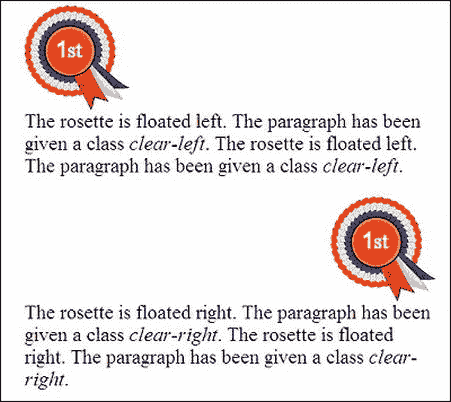 1st
The rosette is floated left. The paragraph has been
given a class clear-left. The rosette is floated left.
The paragraph has been given a class clear-left.
1st
The rosette is floated right. The paragraph has been
given a class clear-right. The rosette is floated
right. The paragraph has been given a class clear-
right.